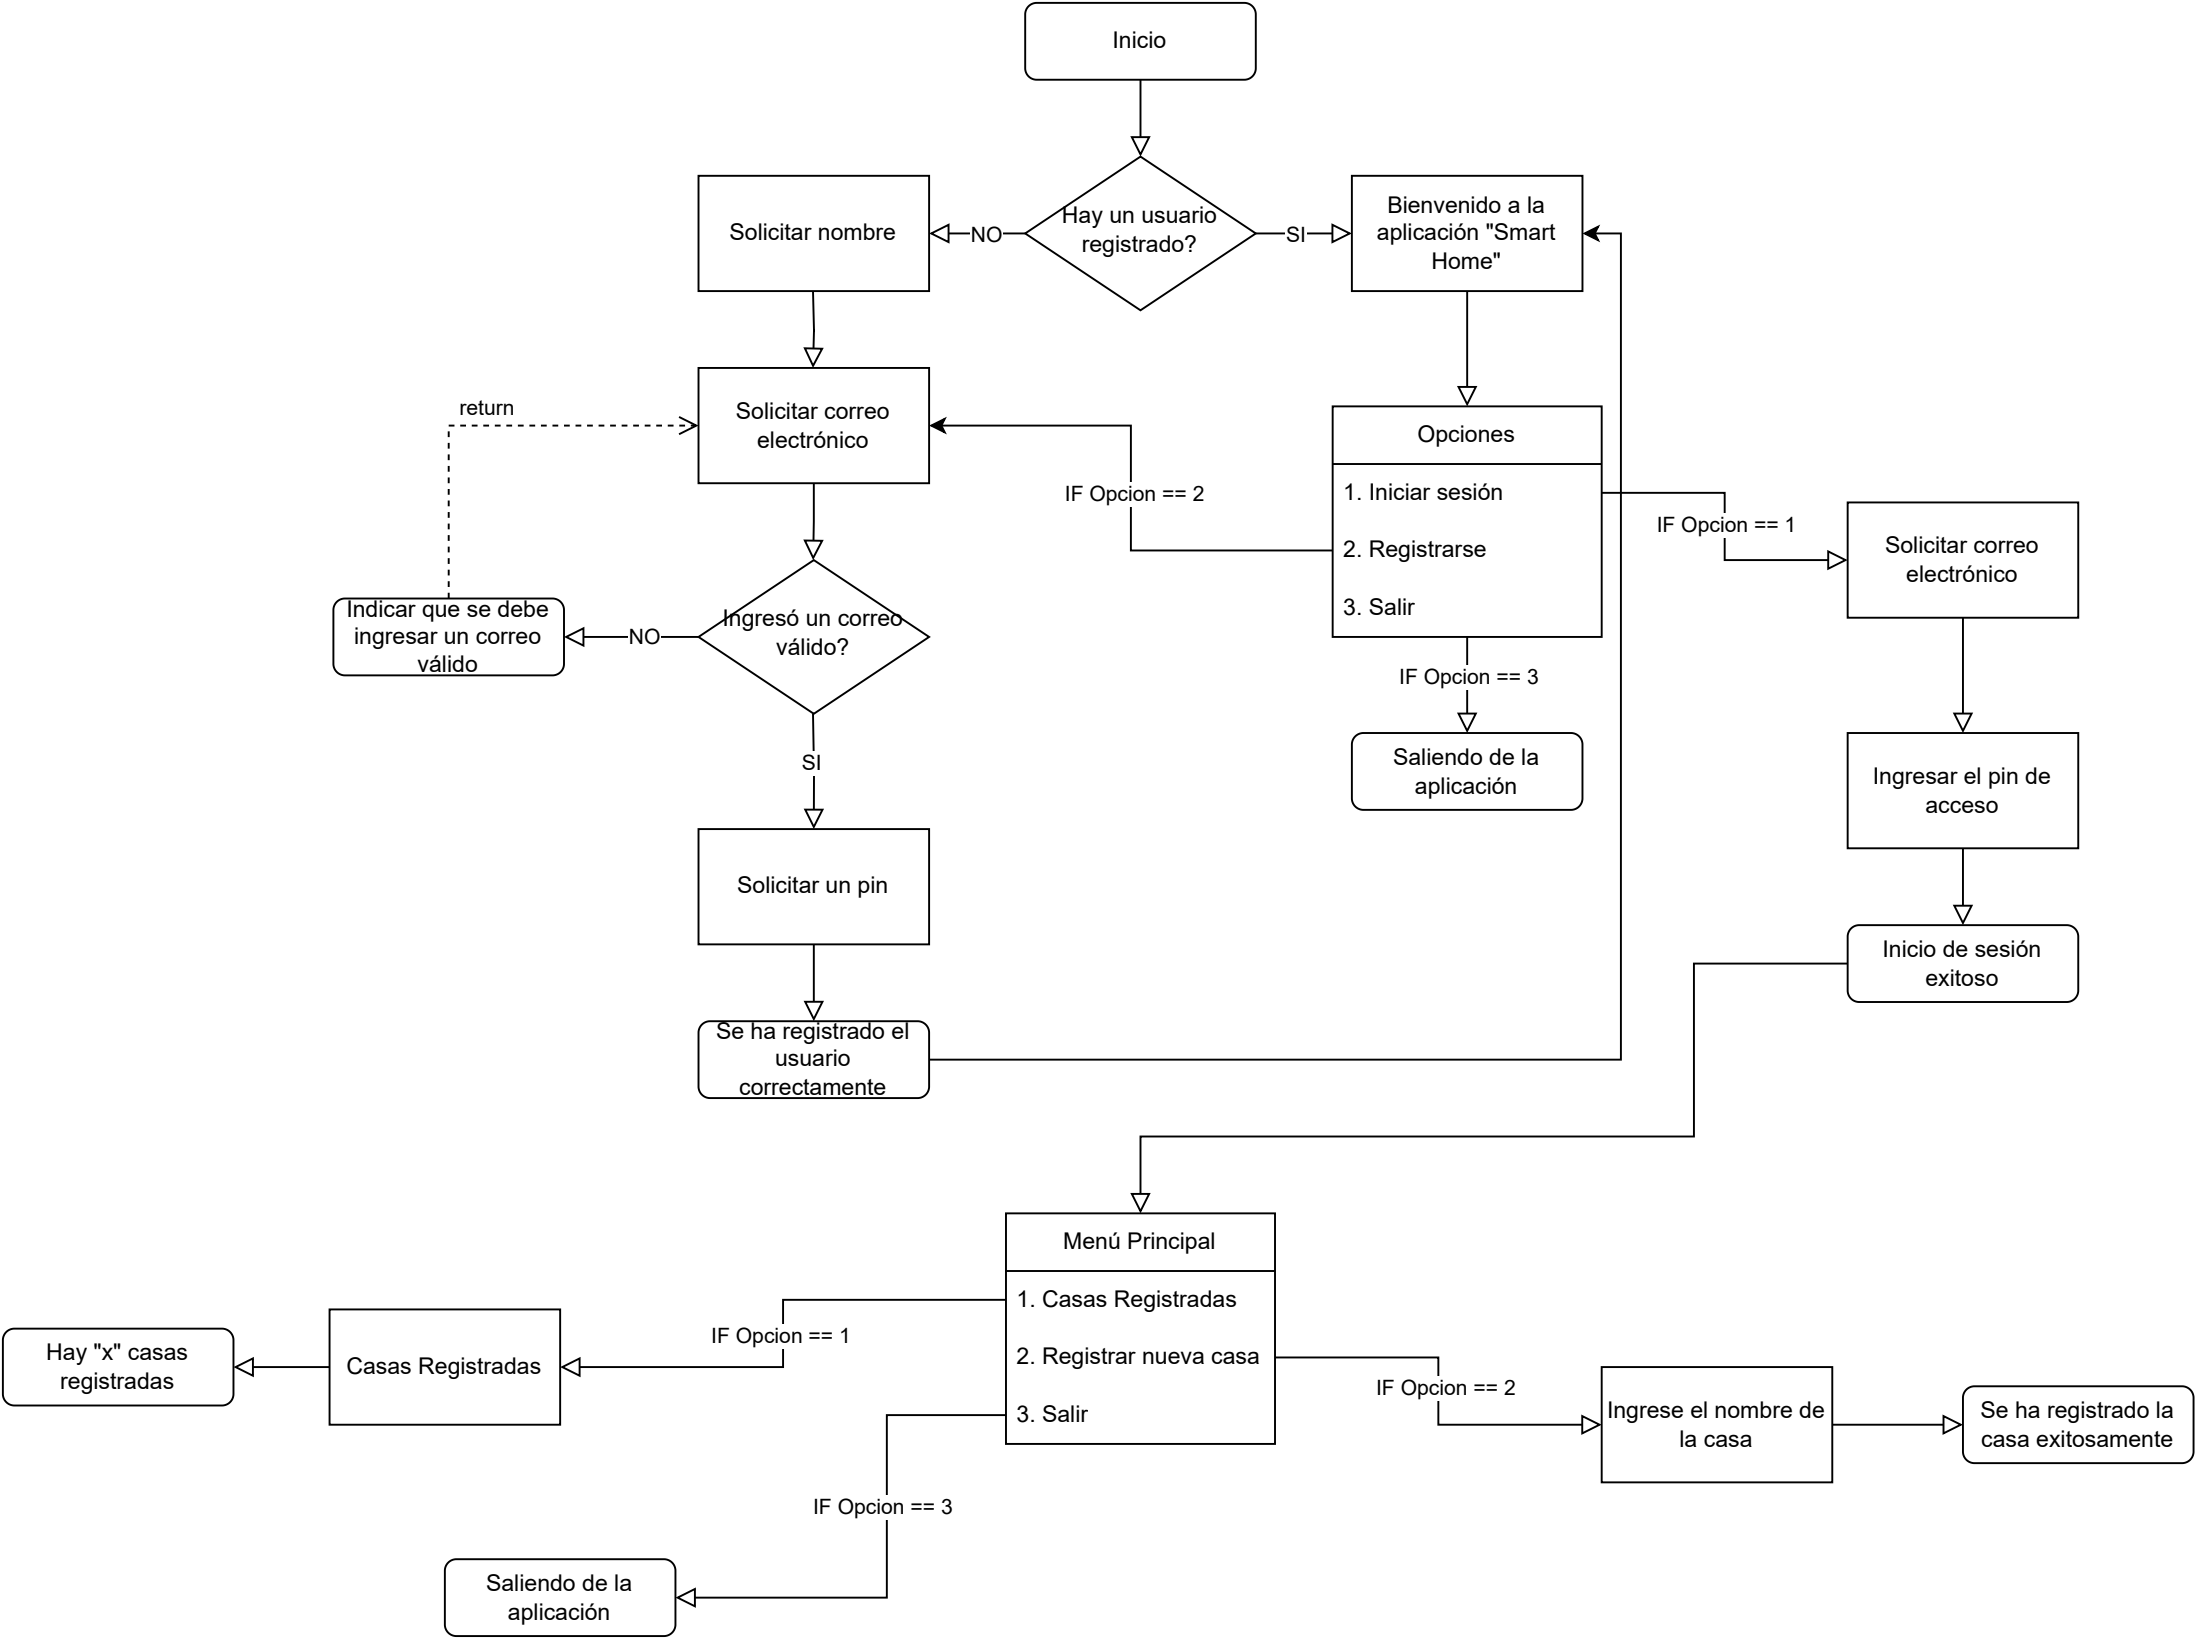 Inicio
Hay un usuario
registrado?
NO
SI
Solicitar nombre
Bienvenido a la
aplicación "Smart
Home"
Solicitar correo
electrónico
return
Opciones
1. Iniciar sesión
2. Registrarse
3. Salir
IF Opcion == 2
IF Opcion == 1
Solicitar correo
electrónico
Indicar que se debe
ingresar un correo
válido
NO
Ingresó un correo
válido?
IF Opcion == 3
SI
Saliendo de la
aplicación
Ingresar el pin de
acceso
Solicitar un pin
Inicio de sesión
exitoso
Se ha registrado el
usuario
correctamente
Menú Principal
1. Casas Registradas
2. Registrar nueva casa
3. Salir
IF Opcion == 1
Casas Registradas
Hay "x" casas
registradas
IF Opcion == 2
Ingrese el nombre de
la casa
Se ha registrado la
casa exitosamente
IF Opcion == 3
Saliendo de la
aplicación